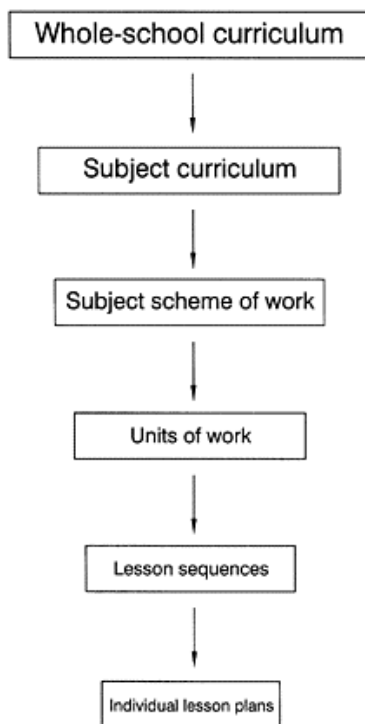 Whole-school curriculum
Subject curriculum
Subject scheme of work
Units of work
Lesson sequences
Individual lesson plans